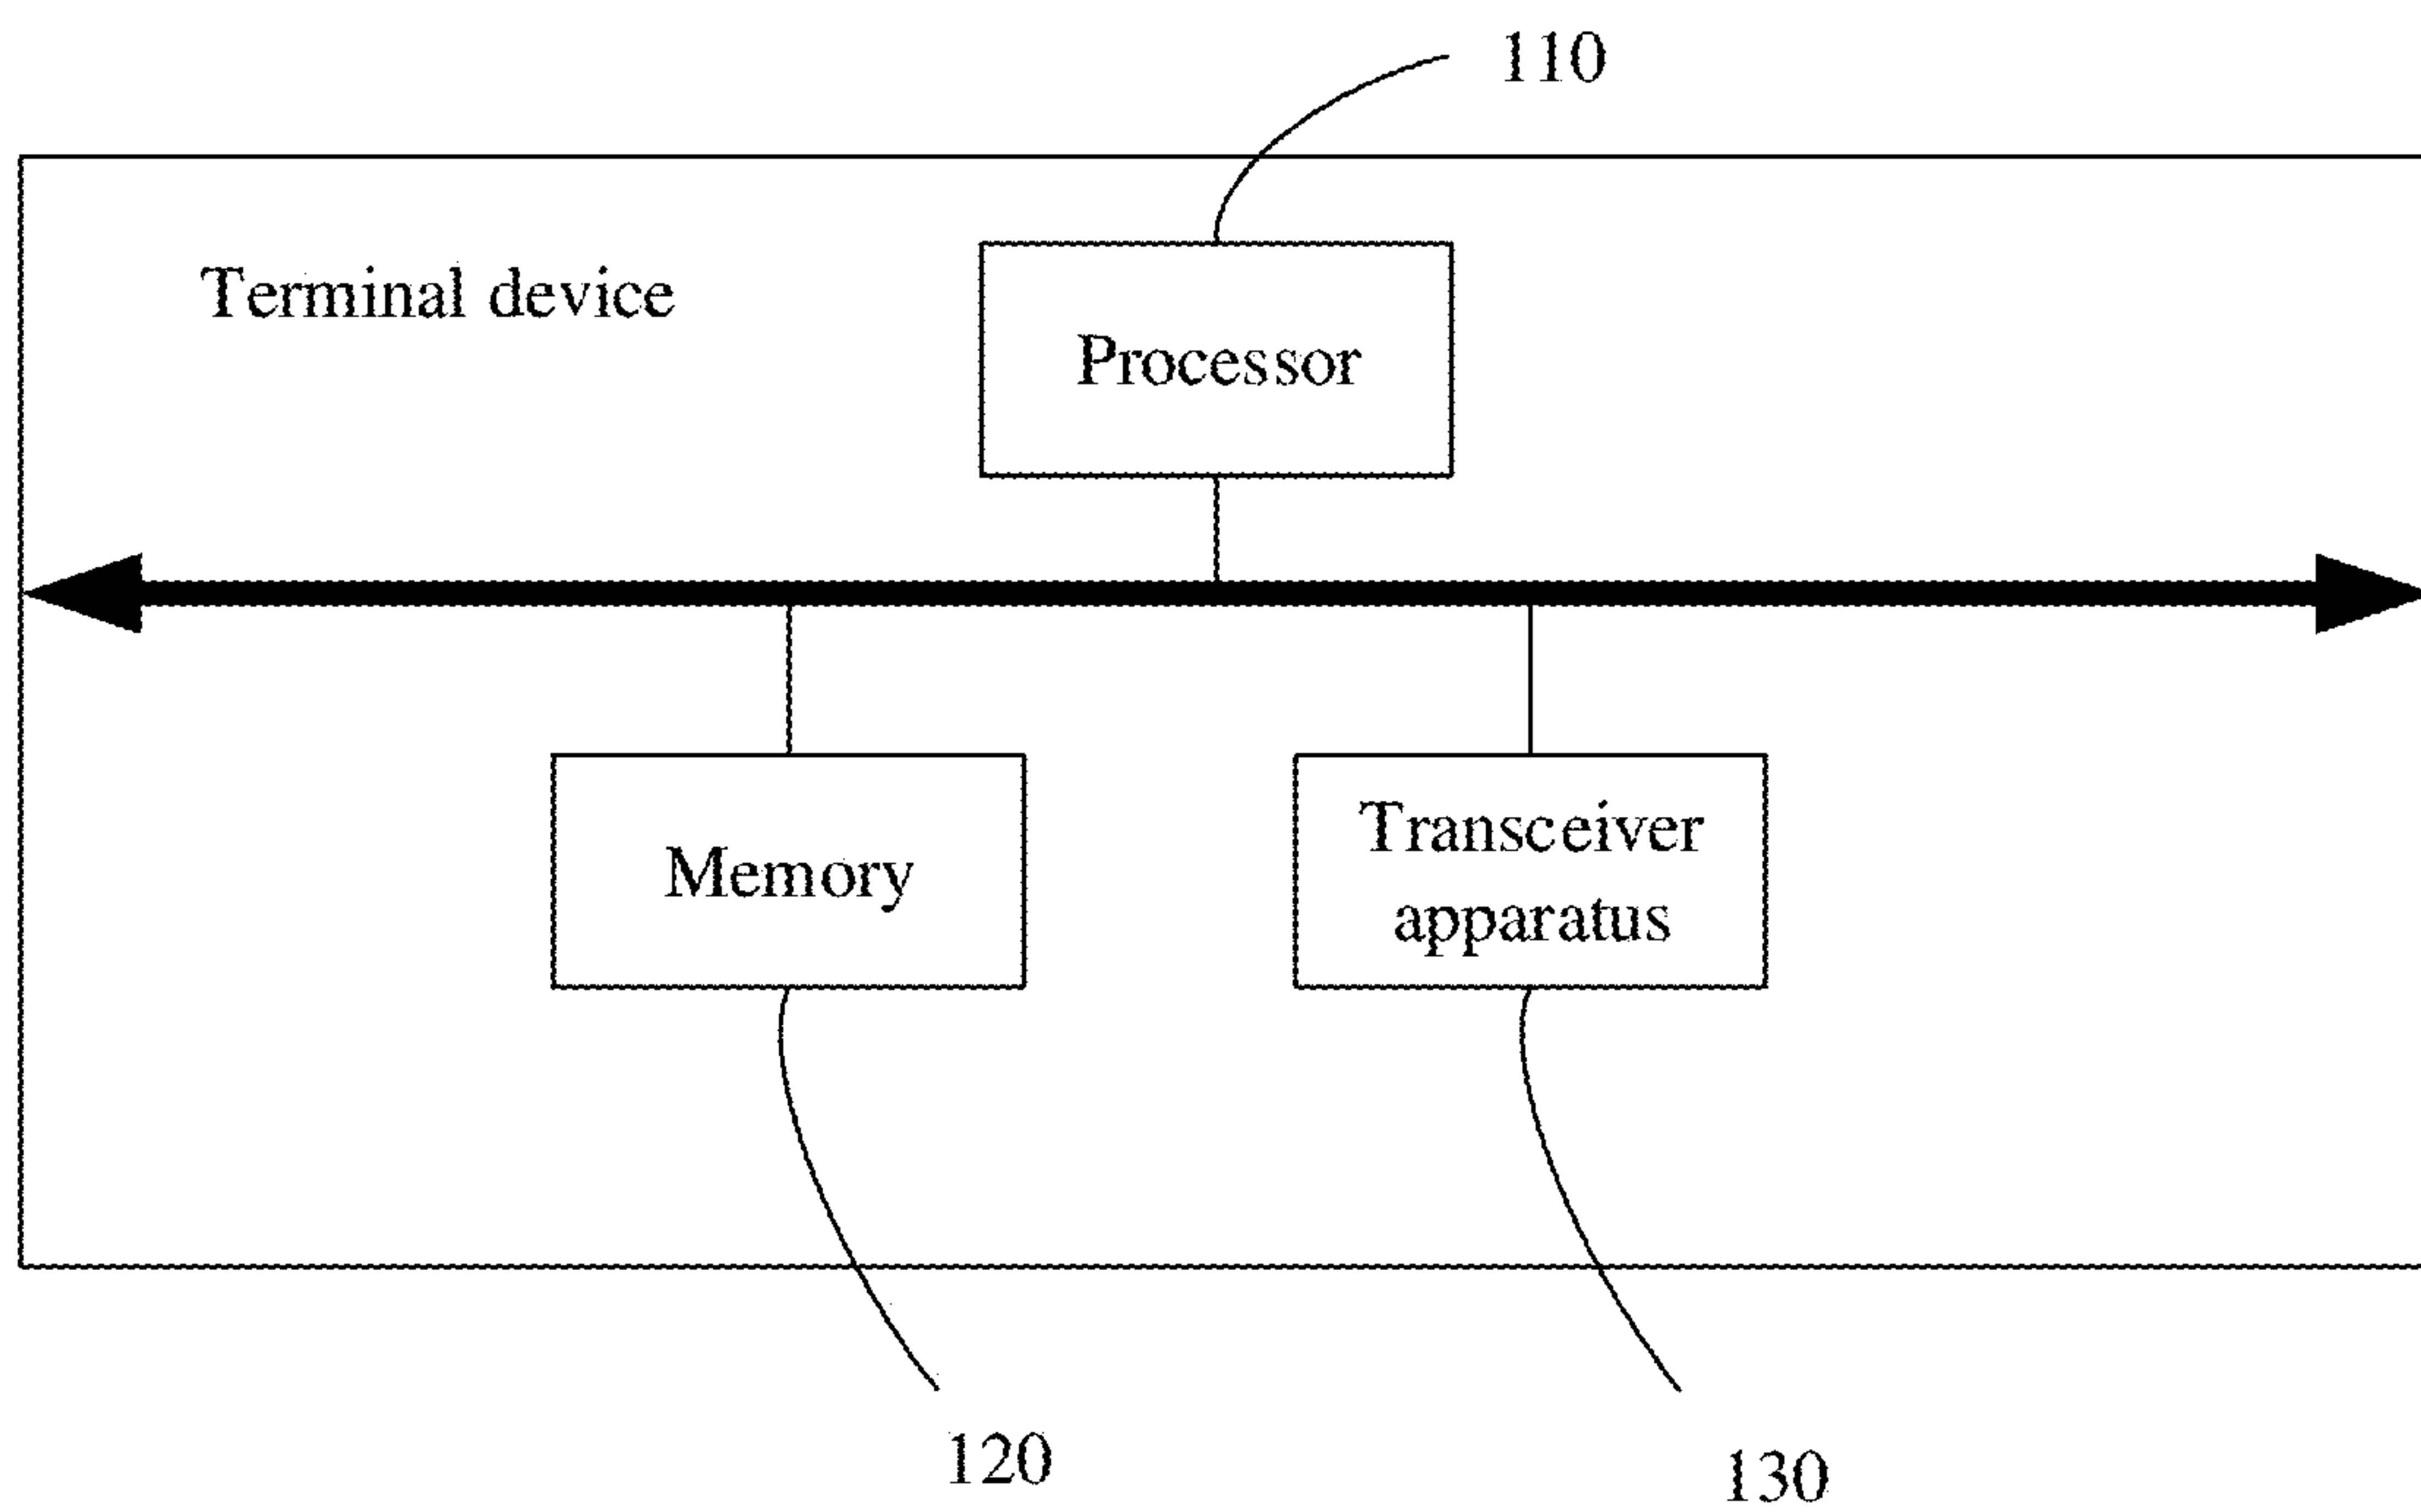 110
Terminal device
Processor
Memory
Transceiver
apparatus
120
130